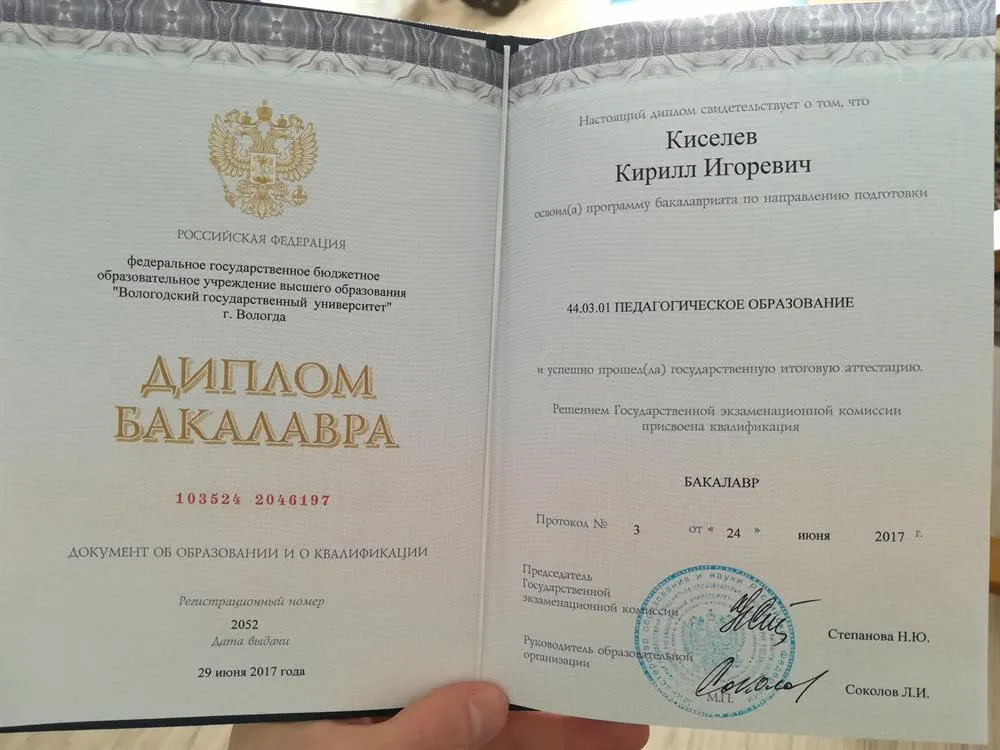 РОССИЙСКАЯ ФЕДЕРАЦИЯ
федеральное государственное бюджетное
образовательное учреждение высшего образования
"Вологодский государственный университет"
г. Вологда
ДИПЛОМ
БАКАЛАВРА
103524 2046197
ДОКУМЕНТ ОБ ОБРАЗОВАНИИ И О КВАЛИФИКАЦИИ
Регистрационный номер
2052
Дата выдачи
29 июня 2017 года
Настоящий диплом свидетельствует о том, что
Киселев
Кирилл Игоревич
освоил(а) программу бакалавриата по направлению подготовки
44.03.01 ПЕДАГОГИЧЕСКОЕ ОБРАЗОВАНИЕ
и успешно прошел(ла) государственную итоговую аттестацию.
Решением Государственной экзаменационной комиссии
присвоена квалификация
БАКАЛАВР
Протокол № 3 от « 24 » июня 2017 г.
Председатель
Государственной
экзаменационной комиссии
Степанова Н.Ю.
Руководитель образовательной
организации
Соколов Л.И.
М.П.